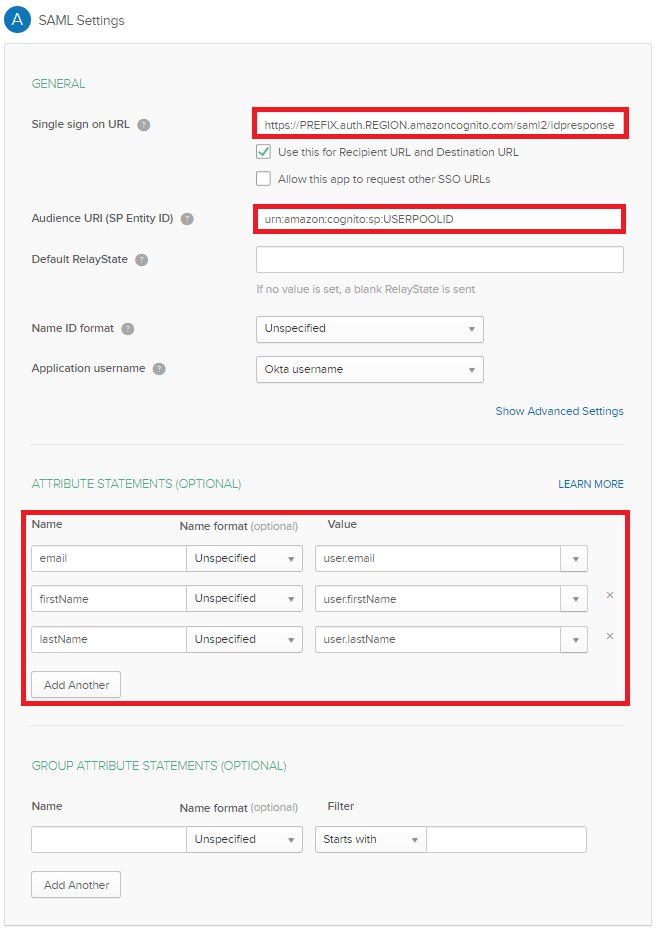 A SAML Settings
GENERAL
Single sign on URL ?
https://PREFIX.auth.REGION.amazoncognito.com/saml2/idpresponse
Use this for Recipient URL and Destination URL
Allow this app to request other SSO URLs
Audience URI (SP Entity ID) ?
urn:amazon:cognito:sp:USERPOOLID
Default RelayState ?
If no value is set, a blank RelayState is sent
Name ID format ? Unspecified
Application username ? Okta username
Show Advanced Settings
ATTRIBUTE STATEMENTS (OPTIONAL) LEARN MORE
Name Name format (optional) Value
email Unspecified user.email
firstName Unspecified user.firstName ×
lastName Unspecified user.lastName ×
Add Another
GROUP ATTRIBUTE STATEMENTS (OPTIONAL)
Name Name format (optional) Filter
Unspecified Starts with
Add Another